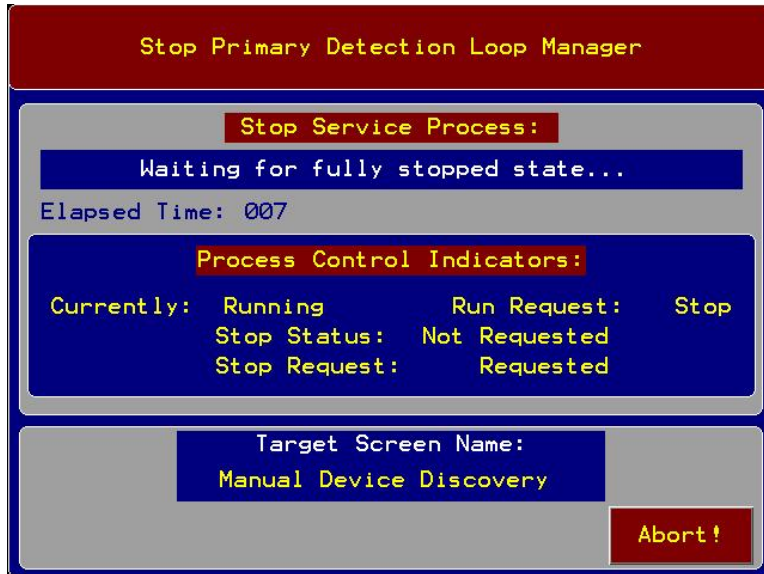 Stop Primary Detection Loop Manager
Stop Service Process:
Waiting for fully stopped state...
Elapsed Time: 007
Process Control Indicators:
Currently: Running Run Request: Stop
Stop Status: Not Requested
Stop Request: Requested
Target Screen Name:
Manual Device Discovery
Abort!